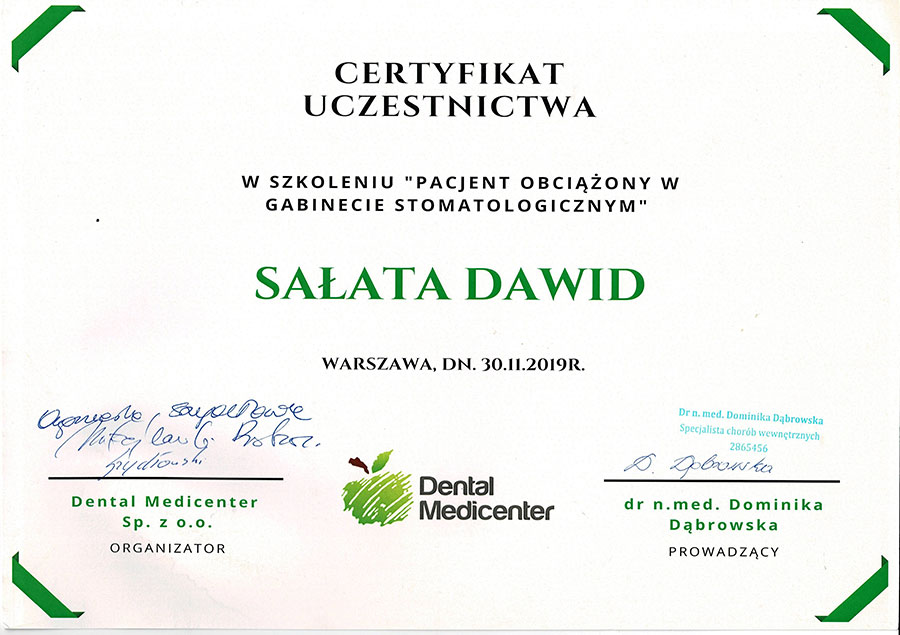 CERTYFIKAT
UCZESTNICTWA
W SZKOLENIU "PACJENT OBCIĄŻONY W
GABINECIE STOMATOLOGICZNYM"
SAŁATA DAWID
WARSZAWA, DN. 30.11.2019R.
Dr n. med. Dominika Dąbrowska
Specjalista chorób wewnętrznych
2865456
D. Dąbrowska
Dental
Medicenter
Dental Medicenter
Sp. z o.o.
ORGANIZATOR
dr n.med. Dominika
Dąbrowska
PROWADZĄCY